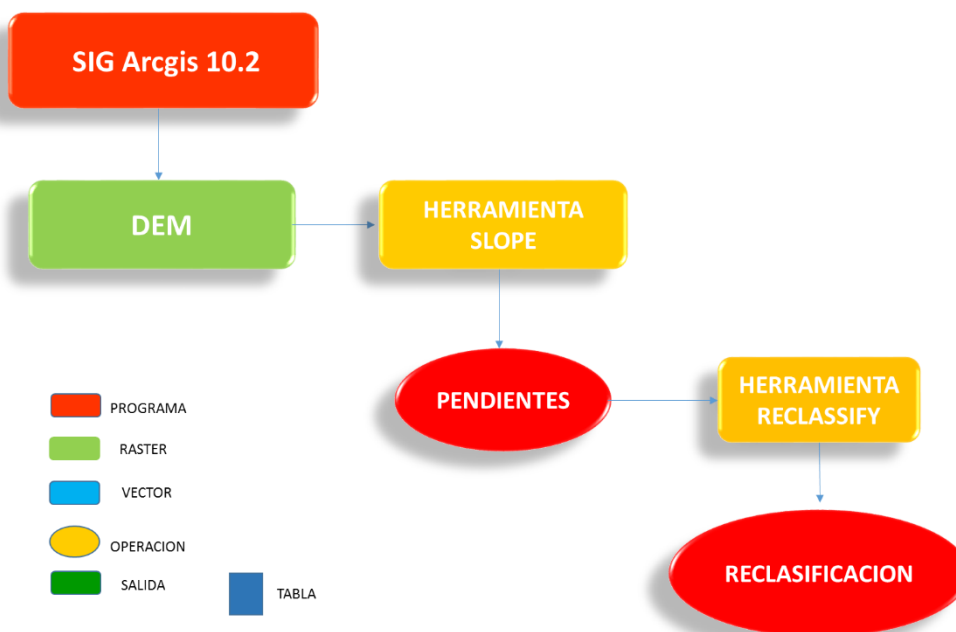 SIG Arcgis 10.2
DEM
HERRAMIENTA
SLOPE
PENDIENTES
HERRAMIENTA
RECLASSIFY
RECLASIFICACION
PROGRAMA
RASTER
VECTOR
OPERACION
SALIDA
TABLA